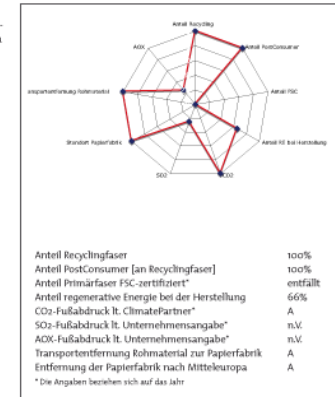 Anteil Recycling
AOX
Anteil PostConsumer
Anteil FSC
Anteil RE bei Herstellung
CO2
SO2
Standort Papierfabrik
Anteil Recyclingfaser 100%
Anteil PostConsumer [an Recyclingfaser] 100%
Anteil Primärfaser FSC-zertifiziert* entfällt
Anteil regenerative Energie bei der Herstellung 66%
CO2-Fußabdruck lt. ClimatePartner* A
SO2-Fußabdruck lt. Unternehmensangabe* n.V.
AOX-Fußabdruck lt. Unternehmensangabe* n.V.
Transportentfernung Rohmaterial zur Papierfabrik A
Entfernung der Papierfabrik nach Mitteleuropa A
* Die Angaben beziehen sich auf das Jahr